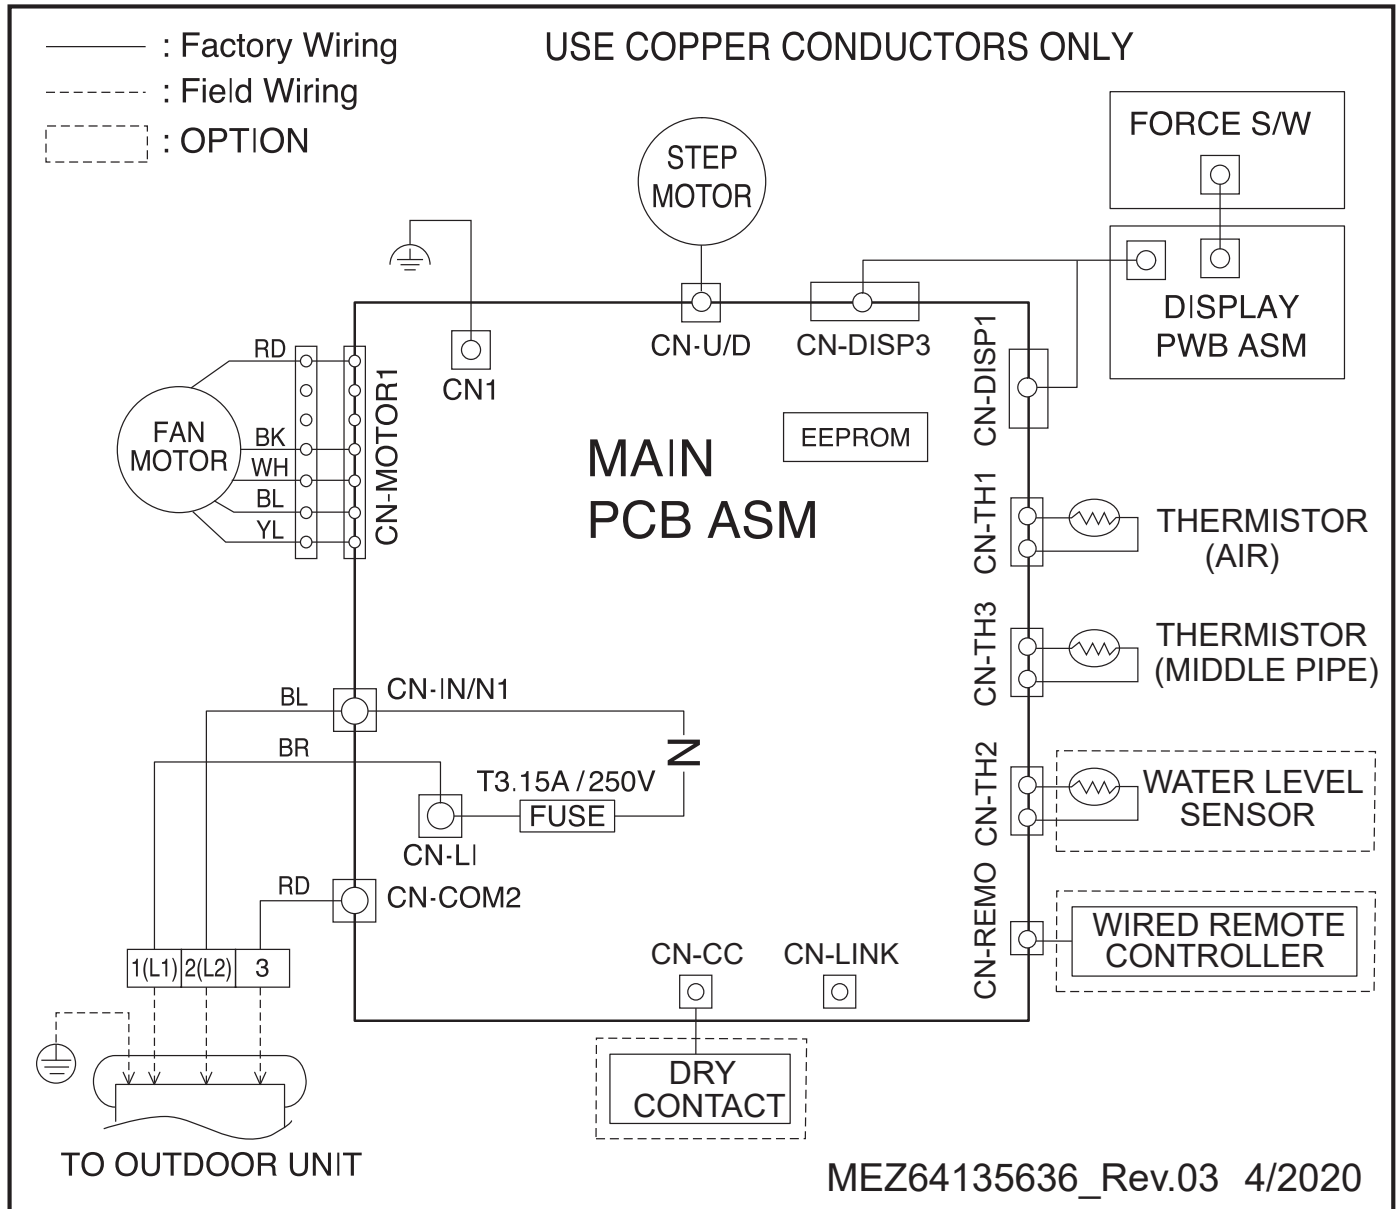 : Factory Wiring
USE COPPER CONDUCTORS ONLY
: Field Wiring
: OPTION
FORCE S/W
STEP
MOTOR
DISPLAY
PWB ASM
CN-U/D
CN-DISP3
CN-DISP1
CN1
RD
BK
WH
BL
YL
FAN
MOTOR
CN-MOTOR1
EEPROM
MAIN
PCB ASM
CN-TH1
THERMISTOR
(AIR)
CN-TH3
THERMISTOR
(MIDDLE PIPE)
BL
CN-IN/N1
BR
N
T3.15A / 250V
FUSE
CN-LI
CN-TH2
WATER LEVEL
SENSOR
RD
CN-COM2
CN-REMO
WIRED REMOTE
CONTROLLER
1(L1) 2(L2) 3
CN-CC
CN-LINK
DRY
CONTACT
TO OUTDOOR UNIT
MEZ64135636_Rev.03 4/2020